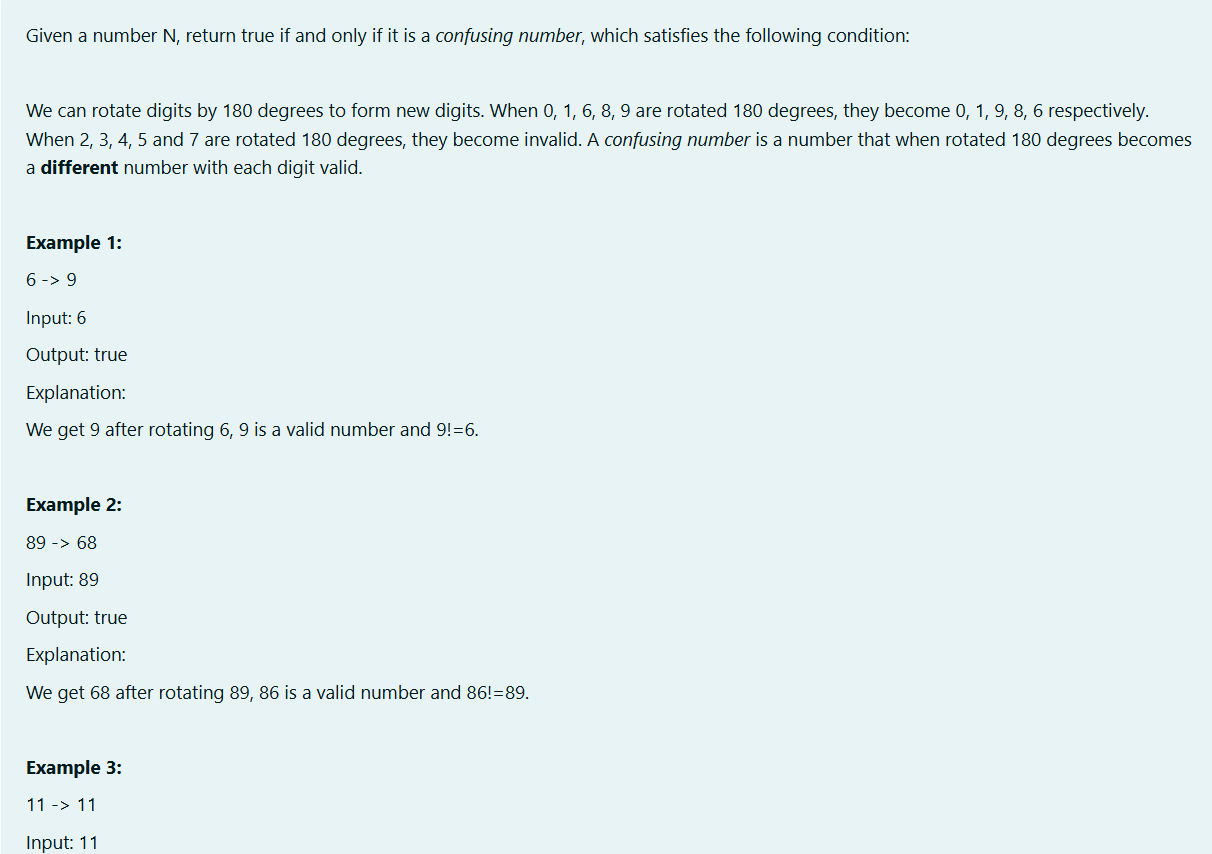 Given a number N, return true if and only if it is a confusing number, which satisfies the following condition:
We can rotate digits by 180 degrees to form new digits. When 0, 1, 6, 8, 9 are rotated 180 degrees, they become 0, 1, 9, 8, 6 respectively.
When 2, 3, 4, 5 and 7 are rotated 180 degrees, they become invalid. A confusing number is a number that when rotated 180 degrees becomes
a different number with each digit valid.
Example 1:
6 -> 9
Input: 6
Output: true
Explanation:
We get 9 after rotating 6, 9 is a valid number and 9!=6.
Example 2:
89 -> 68
Input: 89
Output: true
Explanation:
We get 68 after rotating 89, 86 is a valid number and 86!=89.
Example 3:
11 -> 11
Input: 11